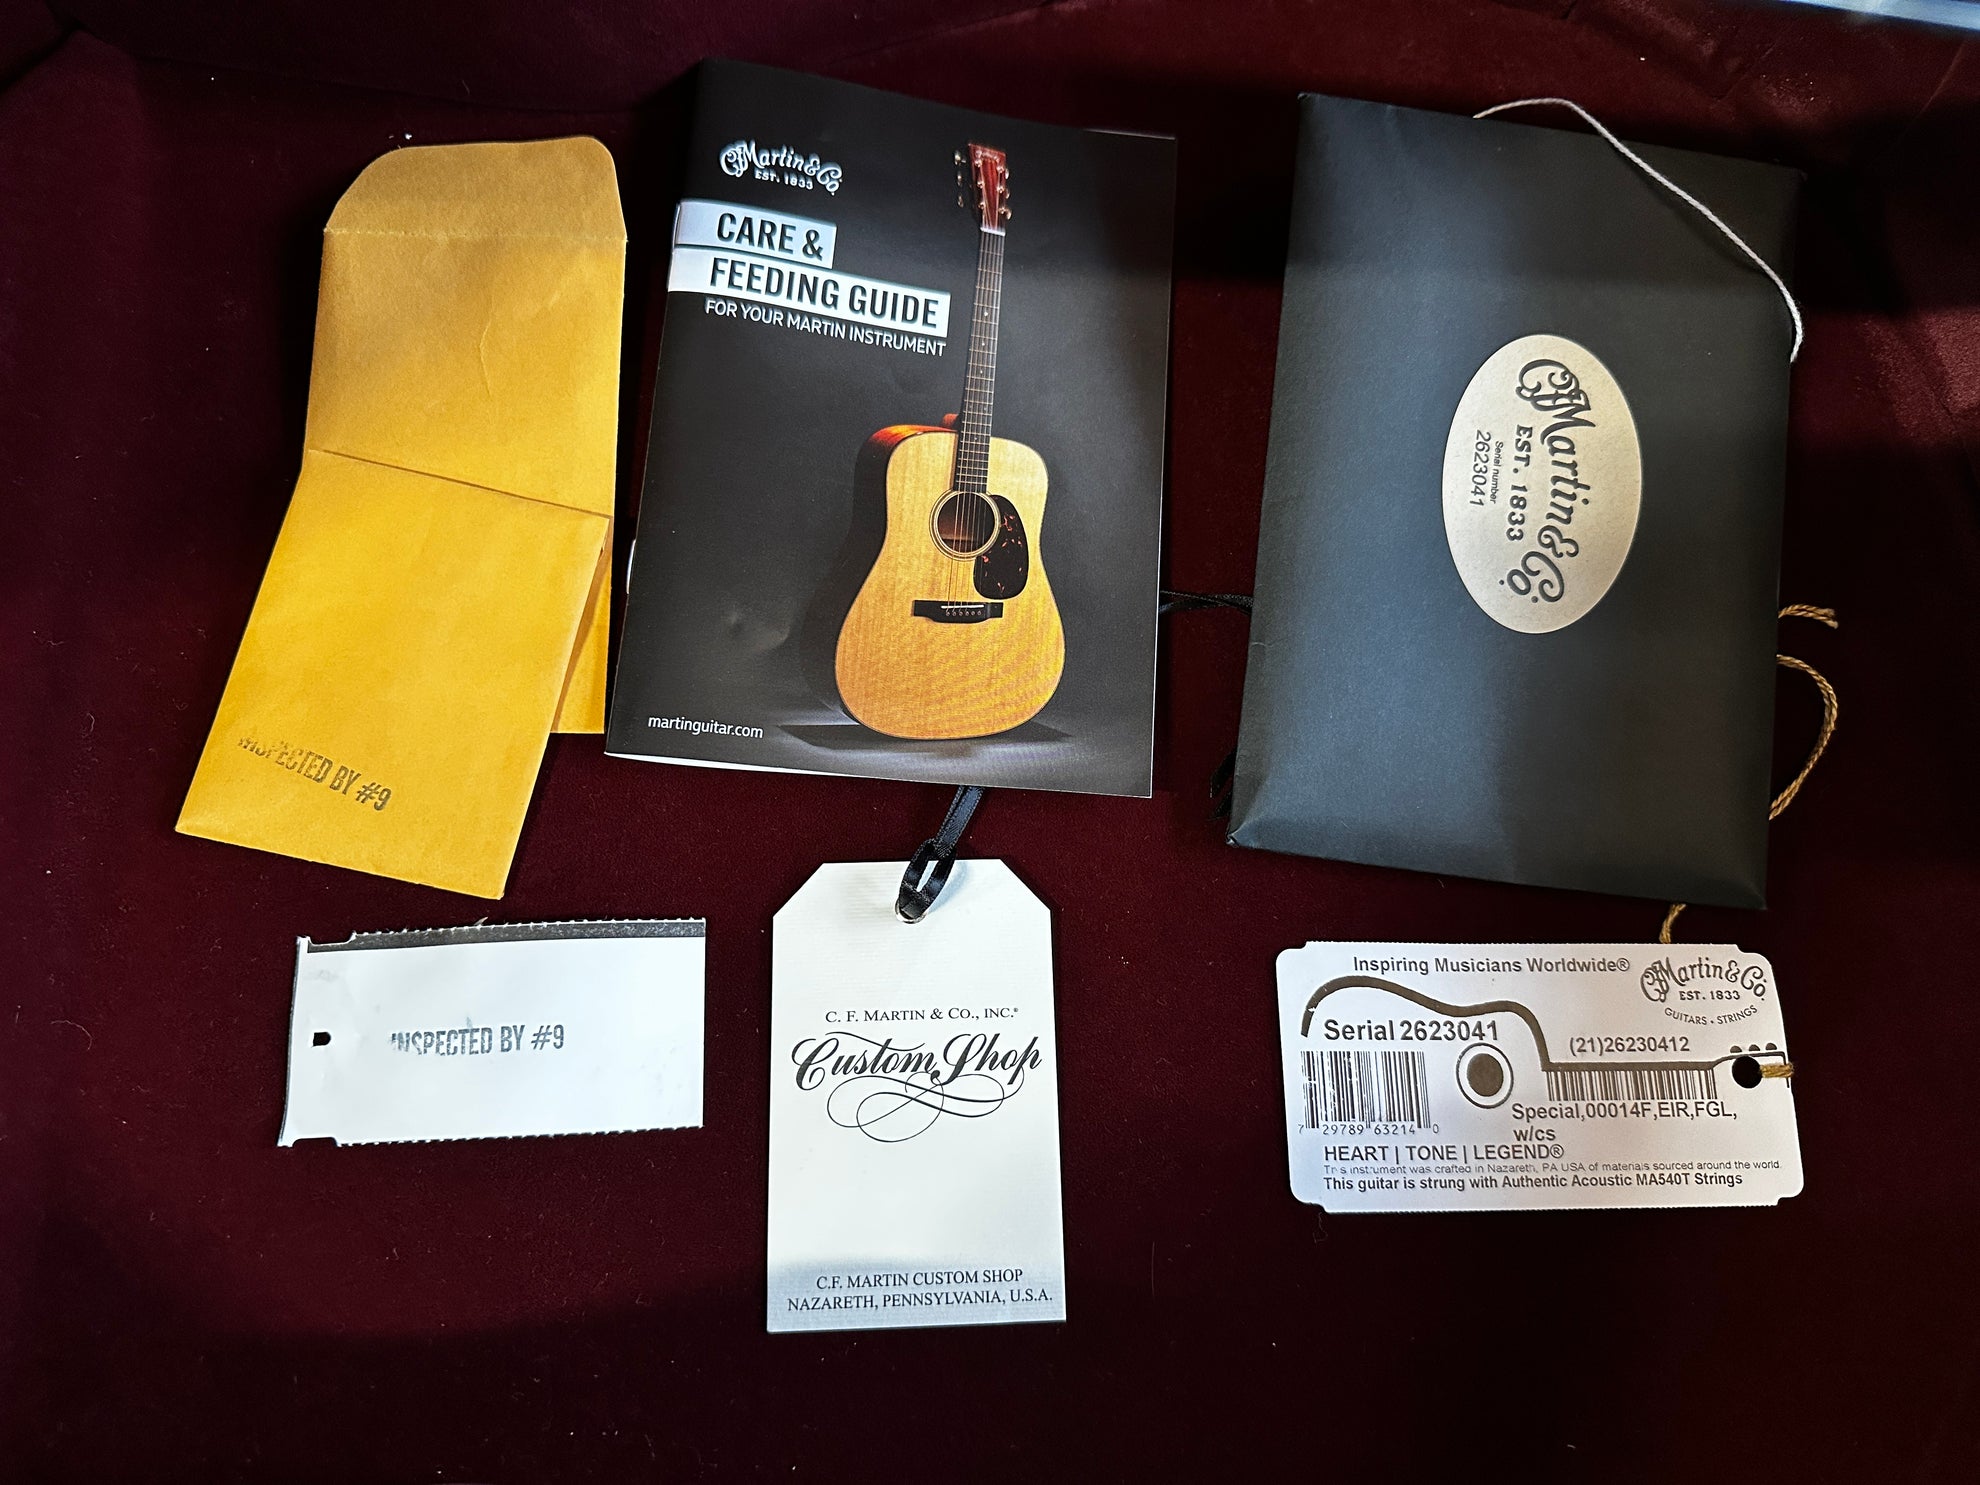 CFMartin & Co.
EST. 1833
CARE &
FEEDING GUIDE
FOR YOUR MARTIN INSTRUMENT
martinguitar.com
CFMartin & Co.
EST. 1833
Serial number
2623041
INSPECTED BY #9
INSPECTED BY #9
C. F. MARTIN & CO., INC.®
Custom Shop
C.F. MARTIN CUSTOM SHOP
NAZARETH, PENNSYLVANIA, U.S.A.
Inspiring Musicians Worldwide®
CFMartin & Co.
EST. 1833
GUITARS • STRINGS
Serial 2623041
(21)26230412
7 29789 63214 0
Special,00014F,EIR,FGL,
w/cs
HEART | TONE | LEGEND®
This instrument was crafted in Nazareth, PA USA of materials sourced around the world.
This guitar is strung with Authentic Acoustic MA540T Strings